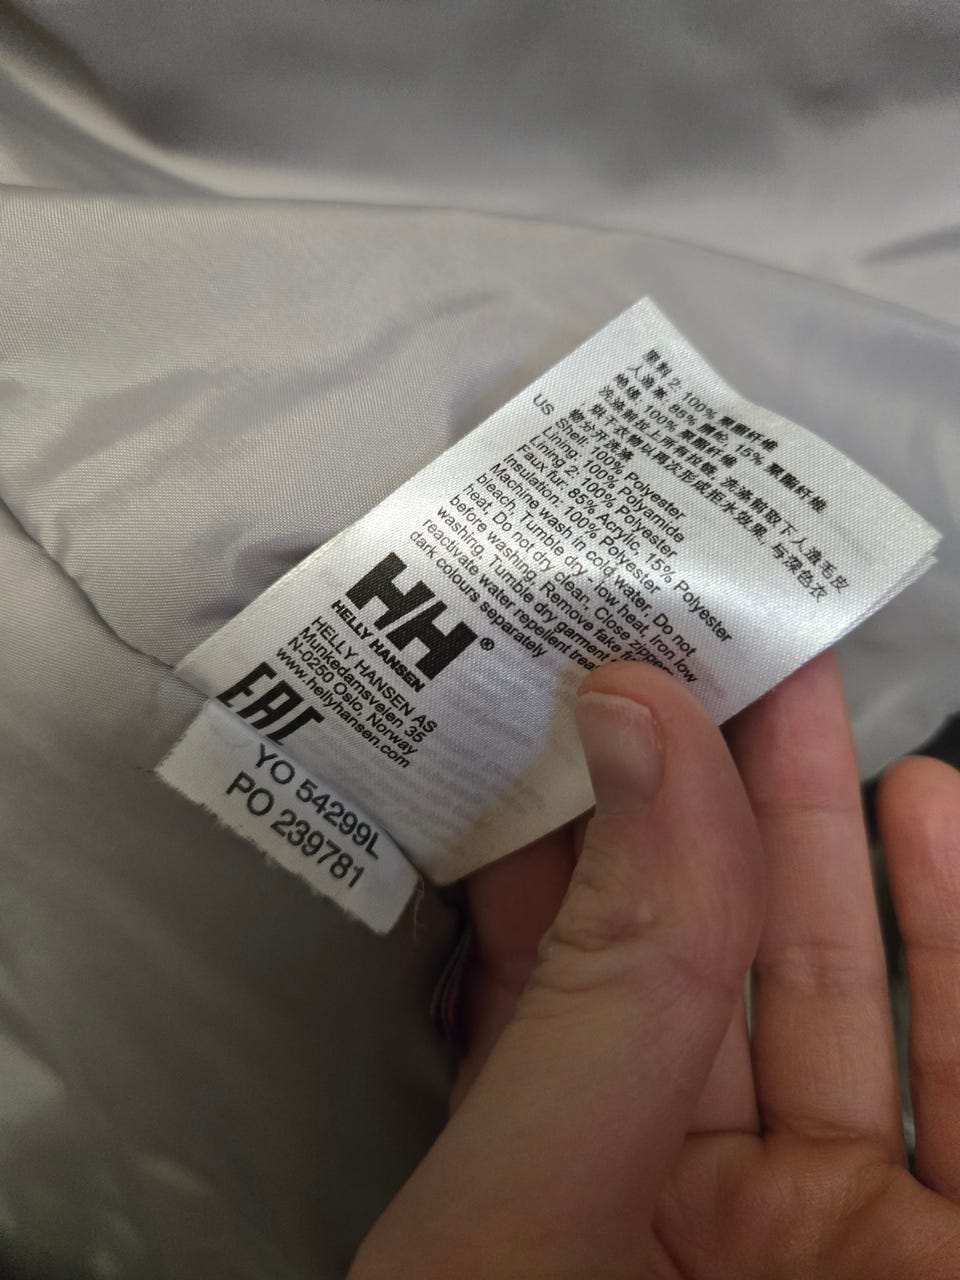 里料 2: 100% 聚酯纤维
人造革: 85% 腈纶, 15% 聚酯纤维
绝缘: 100% 聚酯纤维
洗涤前拉上所有拉链, 洗涤前取下人造毛皮
, 烘干衣物以再次形成拒水效果, 与深色衣
物分开洗涤
US Shell: 100% Polyester
Lining: 100% Polyamide
Lining 2: 100% Polyester
Faux fur: 85% Acrylic, 15% Polyester
Insulation: 100% Polyester
Machine wash in cold water, Do not
bleach, Tumble dry - low heat, Iron low
heat, Do not dry clean, Close zippers
before washing, Remove fake
washing, Tumble dry garment
reactivate water repellent
dark colours separately
HH®
HELLY HANSEN
HELLY HANSEN AS
Munkedamsveien 35
N-0250 Oslo, Norway
www.hellyhansen.com
EAC
YO 54299L
PO 239781